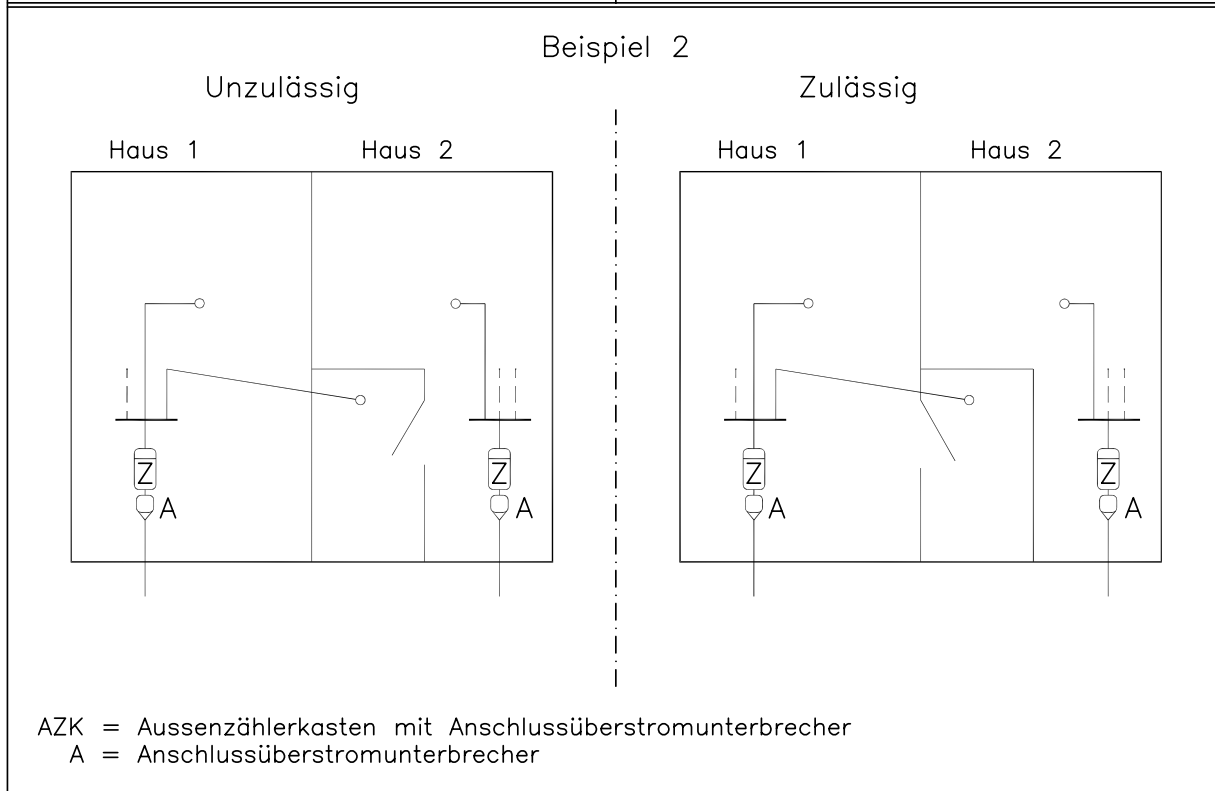 Beispiel 2
Unzulässig
Zulässig
Haus 1
Haus 2
Haus 1
Haus 2
Z
A
Z
A
Z
A
Z
A
AZK = Aussenzählerkasten mit Anschlussüberstromunterbrecher
A = Anschlussüberstromunterbrecher